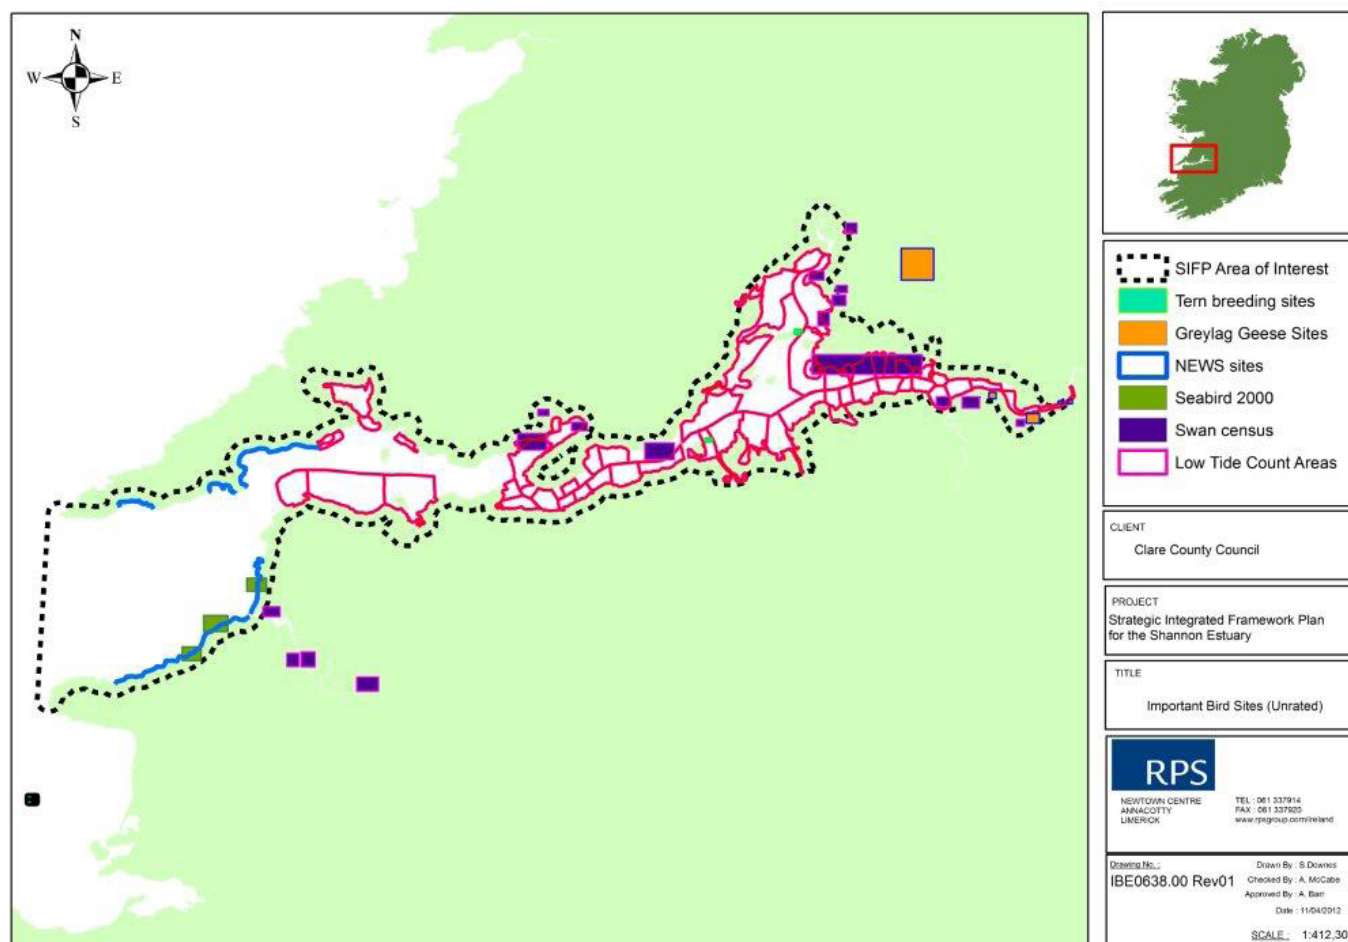 N
W
E
S
SIFP Area of Interest
Tern breeding sites
Greylag Geese Sites
NEWS sites
Seabird 2000
Swan census
Low Tide Count Areas
CLIENT
Clare County Council
PROJECT
Strategic Integrated Framework Plan
for the Shannon Estuary
TITLE
Important Bird Sites (Unrated)
RPS
NEWTOWN CENTRE
ANNACOTTY
LIMERICK
TEL : 061 337914
FAX : 061 337920
www.rpsgroup.com/ireland
Drawing No. :
IBE0638.00 Rev01
Drawn By : S.Downes
Checked By : A. McCabe
Approved By : A. Barr
Date : 11/04/2012
SCALE : 1:412,30